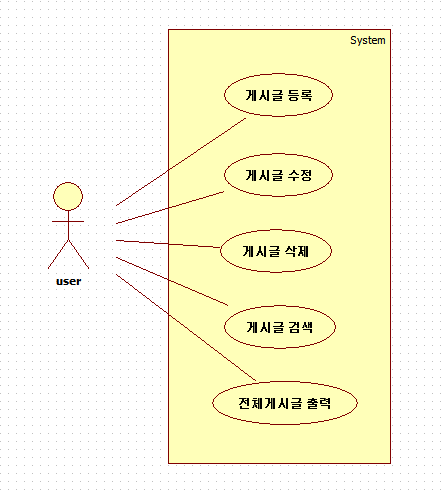 System
게시글 등록
게시글 수정
게시글 삭제
게시글 검색
전체게시글 출력
user